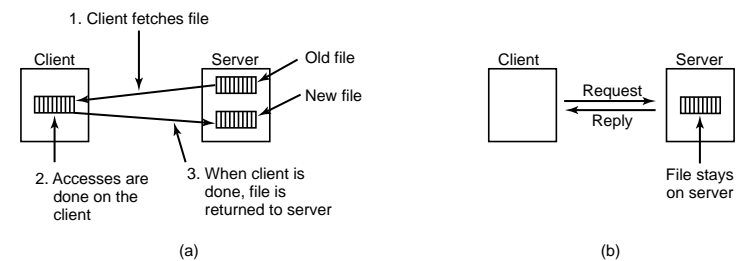 1. Client fetches file
Client
Server
Old file
New file
2. Accesses are
done on the
client
3. When client is
done, file is
returned to server
(a)
Client
Server
Request
Reply
File stays
on server
(b)